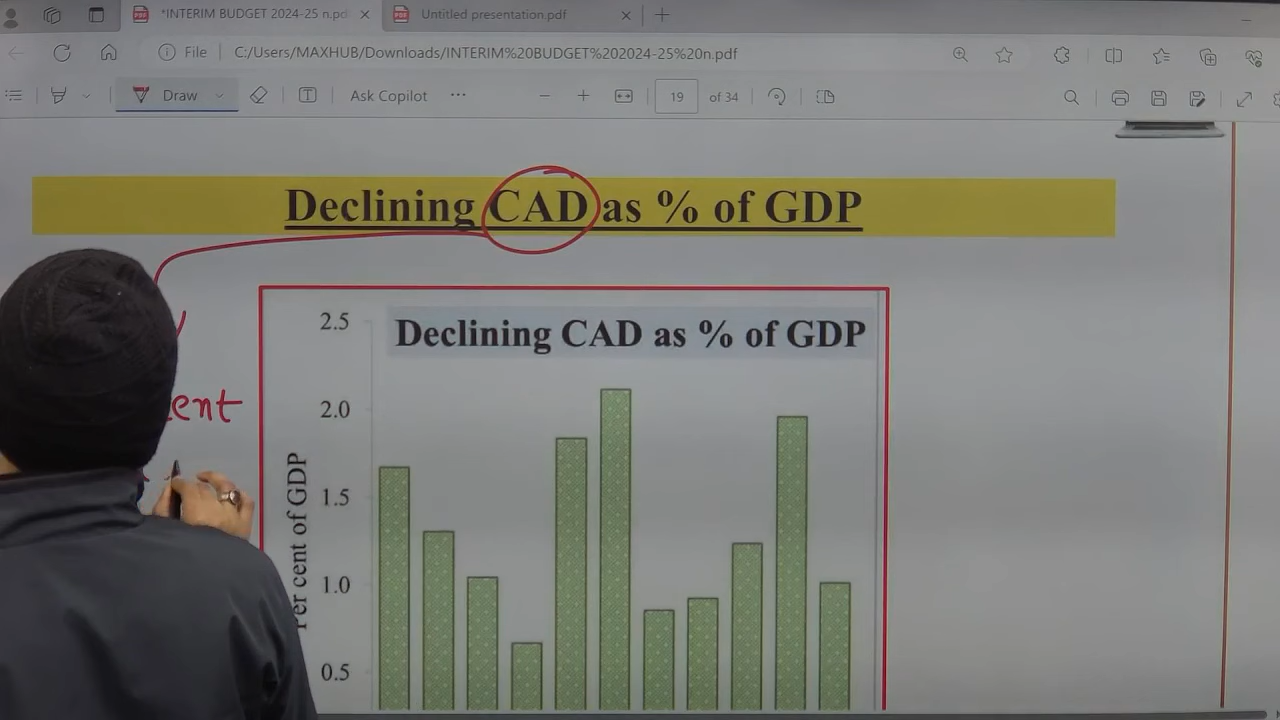 *INTERIM BUDGET 2024-25 n.pd
Untitled presentation.pdf
File
C:/Users/MAXHUB/Downloads/INTERIM%20BUDGET%202024-25%20n.pdf
Draw
Ask Copilot
19
of 34
Declining CAD as % of GDP
Declining CAD as % of GDP
2.5
2.0
1.5
1.0
0.5
Per cent of GDP
ent